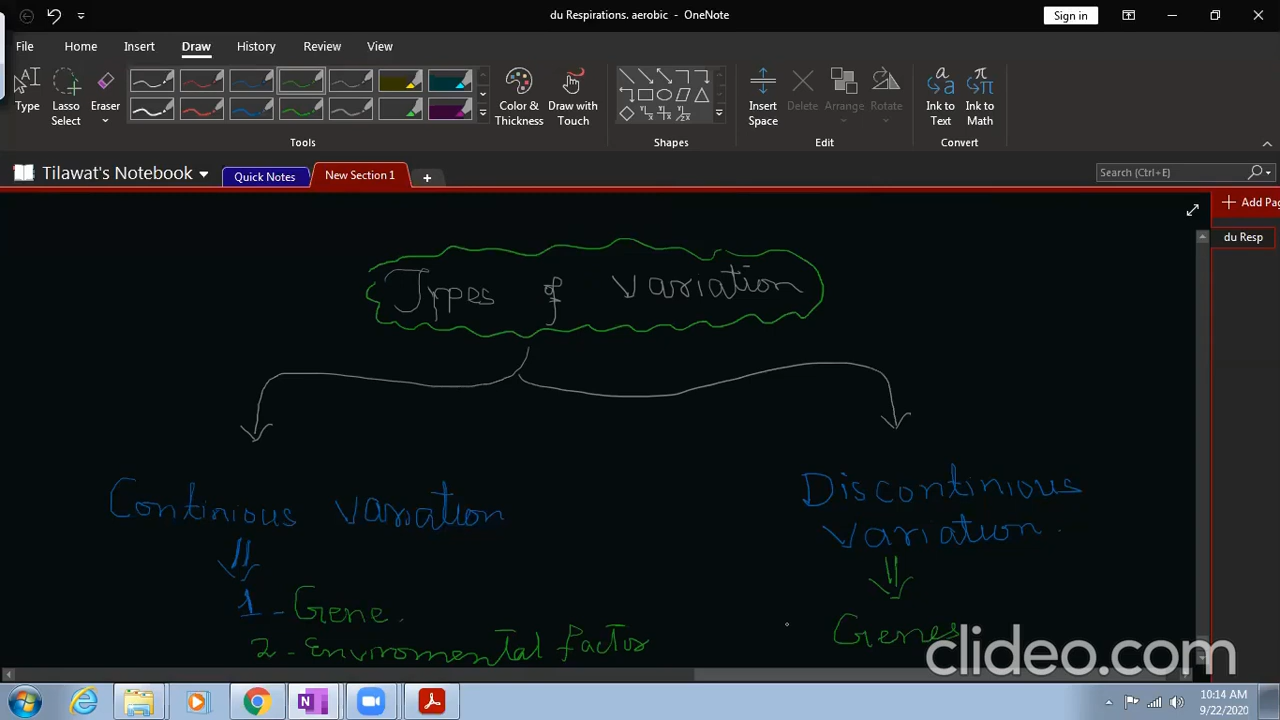 du Respirations. aerobic - OneNote
Sign in
File Home Insert Draw History Review View
Type
Lasso Select
Eraser
Color & Thickness
Draw with Touch
Insert Space
Delete
Arrange
Rotate
Ink to Text
Ink to Math
Tools Shapes Edit Convert
Tilawat's Notebook Quick Notes New Section 1
Search (Ctrl+E)
Add Pag
du Resp
Types of Variation
Continious variation
Discontinious
variation.
1 - Gene.
2 - Enviromental factor
Genes
clideo.com
10:14 AM
9/22/2020